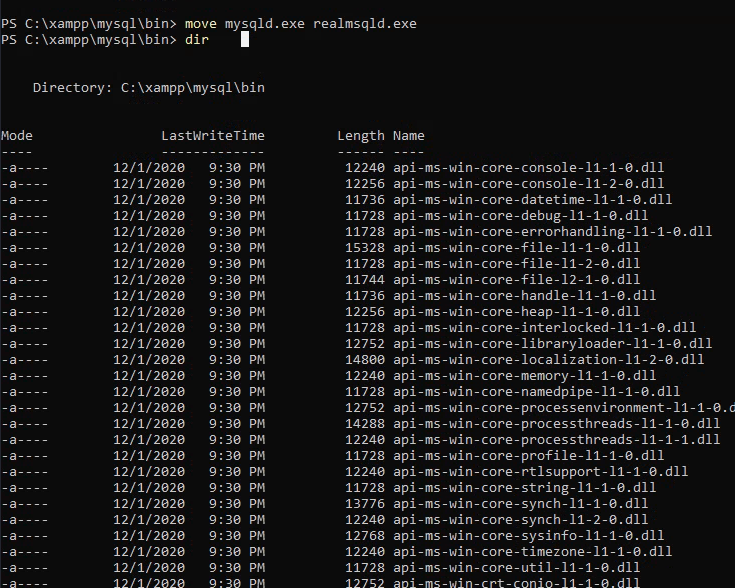 PS C:\xampp\mysql\bin> move mysqld.exe realmsqld.exe
PS C:\xampp\mysql\bin> dir
Directory: C:\xampp\mysql\bin
Mode LastWriteTime Length Name
---- ------------- ------ ----
-a---- 12/1/2020 9:30 PM 12240 api-ms-win-core-console-l1-1-0.dll
-a---- 12/1/2020 9:30 PM 12256 api-ms-win-core-console-l1-2-0.dll
-a---- 12/1/2020 9:30 PM 11736 api-ms-win-core-datetime-l1-1-0.dll
-a---- 12/1/2020 9:30 PM 11728 api-ms-win-core-debug-l1-1-0.dll
-a---- 12/1/2020 9:30 PM 11728 api-ms-win-core-errorhandling-l1-1-0.dll
-a---- 12/1/2020 9:30 PM 15328 api-ms-win-core-file-l1-1-0.dll
-a---- 12/1/2020 9:30 PM 11728 api-ms-win-core-file-l1-2-0.dll
-a---- 12/1/2020 9:30 PM 11744 api-ms-win-core-file-l2-1-0.dll
-a---- 12/1/2020 9:30 PM 11736 api-ms-win-core-handle-l1-1-0.dll
-a---- 12/1/2020 9:30 PM 12256 api-ms-win-core-heap-l1-1-0.dll
-a---- 12/1/2020 9:30 PM 11728 api-ms-win-core-interlocked-l1-1-0.dll
-a---- 12/1/2020 9:30 PM 12752 api-ms-win-core-libraryloader-l1-1-0.dll
-a---- 12/1/2020 9:30 PM 14800 api-ms-win-core-localization-l1-2-0.dll
-a---- 12/1/2020 9:30 PM 12240 api-ms-win-core-memory-l1-1-0.dll
-a---- 12/1/2020 9:30 PM 11728 api-ms-win-core-namedpipe-l1-1-0.dll
-a---- 12/1/2020 9:30 PM 12752 api-ms-win-core-processenvironment-l1-1-0.d
-a---- 12/1/2020 9:30 PM 14288 api-ms-win-core-processthreads-l1-1-0.dll
-a---- 12/1/2020 9:30 PM 12240 api-ms-win-core-processthreads-l1-1-1.dll
-a---- 12/1/2020 9:30 PM 11728 api-ms-win-core-profile-l1-1-0.dll
-a---- 12/1/2020 9:30 PM 12240 api-ms-win-core-rtlsupport-l1-1-0.dll
-a---- 12/1/2020 9:30 PM 11728 api-ms-win-core-string-l1-1-0.dll
-a---- 12/1/2020 9:30 PM 13776 api-ms-win-core-synch-l1-1-0.dll
-a---- 12/1/2020 9:30 PM 12240 api-ms-win-core-synch-l1-2-0.dll
-a---- 12/1/2020 9:30 PM 12768 api-ms-win-core-sysinfo-l1-1-0.dll
-a---- 12/1/2020 9:30 PM 12240 api-ms-win-core-timezone-l1-1-0.dll
-a---- 12/1/2020 9:30 PM 11728 api-ms-win-core-util-l1-1-0.dll
-a---- 12/1/2020 9:30 PM 12752 api-ms-win-crt-conio-l1-1-0.dll